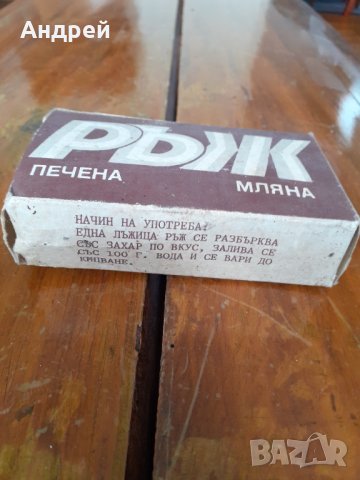 Андрей
РЪЖ
ПЕЧЕНА
МЛЯНА
НАЧИН НА УПОТРЕБА:
ЕДНА ЛЪЖИЦА РЪЖ СЕ РАЗБЪРКВА
СЪС ЗАХАР ПО ВКУС, ЗАЛИВА СЕ
СЪС 100 Г. ВОДА И СЕ ВАРИ ДО
КИПВАНЕ.
BAZAR